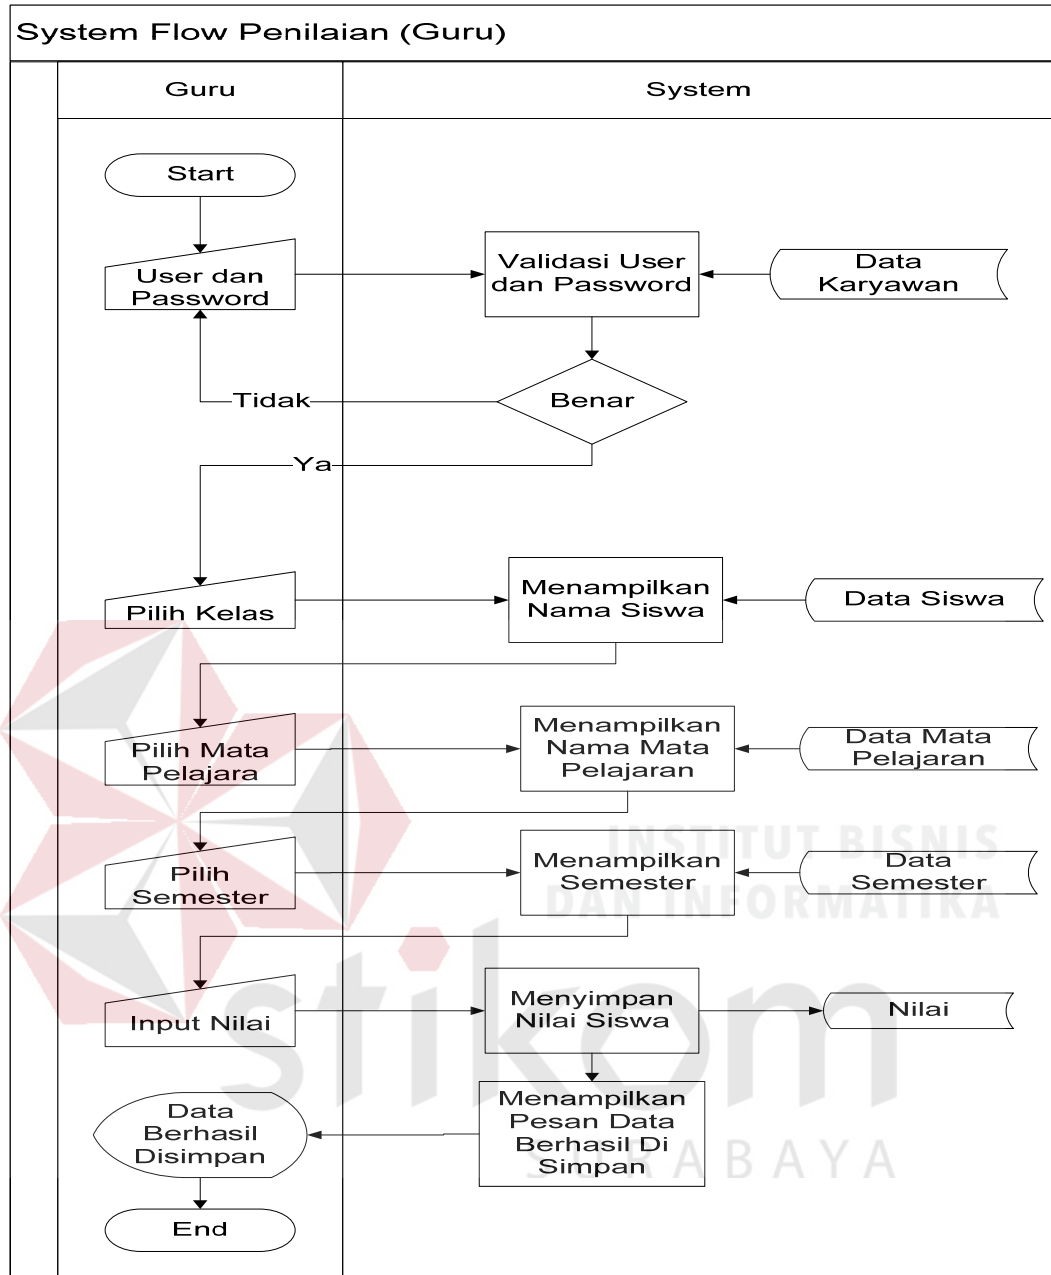 System Flow Penilaian (Guru)
Guru
System
Start
User dan
Password
Validasi User
dan Password
Data
Karyawan
Benar
Tidak
Ya
Pilih Kelas
Menampilkan
Nama Siswa
Data Siswa
Pilih Mata
Pelajara
Menampilkan
Nama Mata
Pelajaran
Data Mata
Pelajaran
Pilih
Semester
Menampilkan
Semester
Data
Semester
INSTITUT BISNIS
DAN INFORMATIKA
Input Nilai
Menyimpan
Nilai Siswa
Nilai
stikom
Data
Berhasil
Disimpan
Menampilkan
Pesan Data
Berhasil Di
Simpan
SURABAYA
End